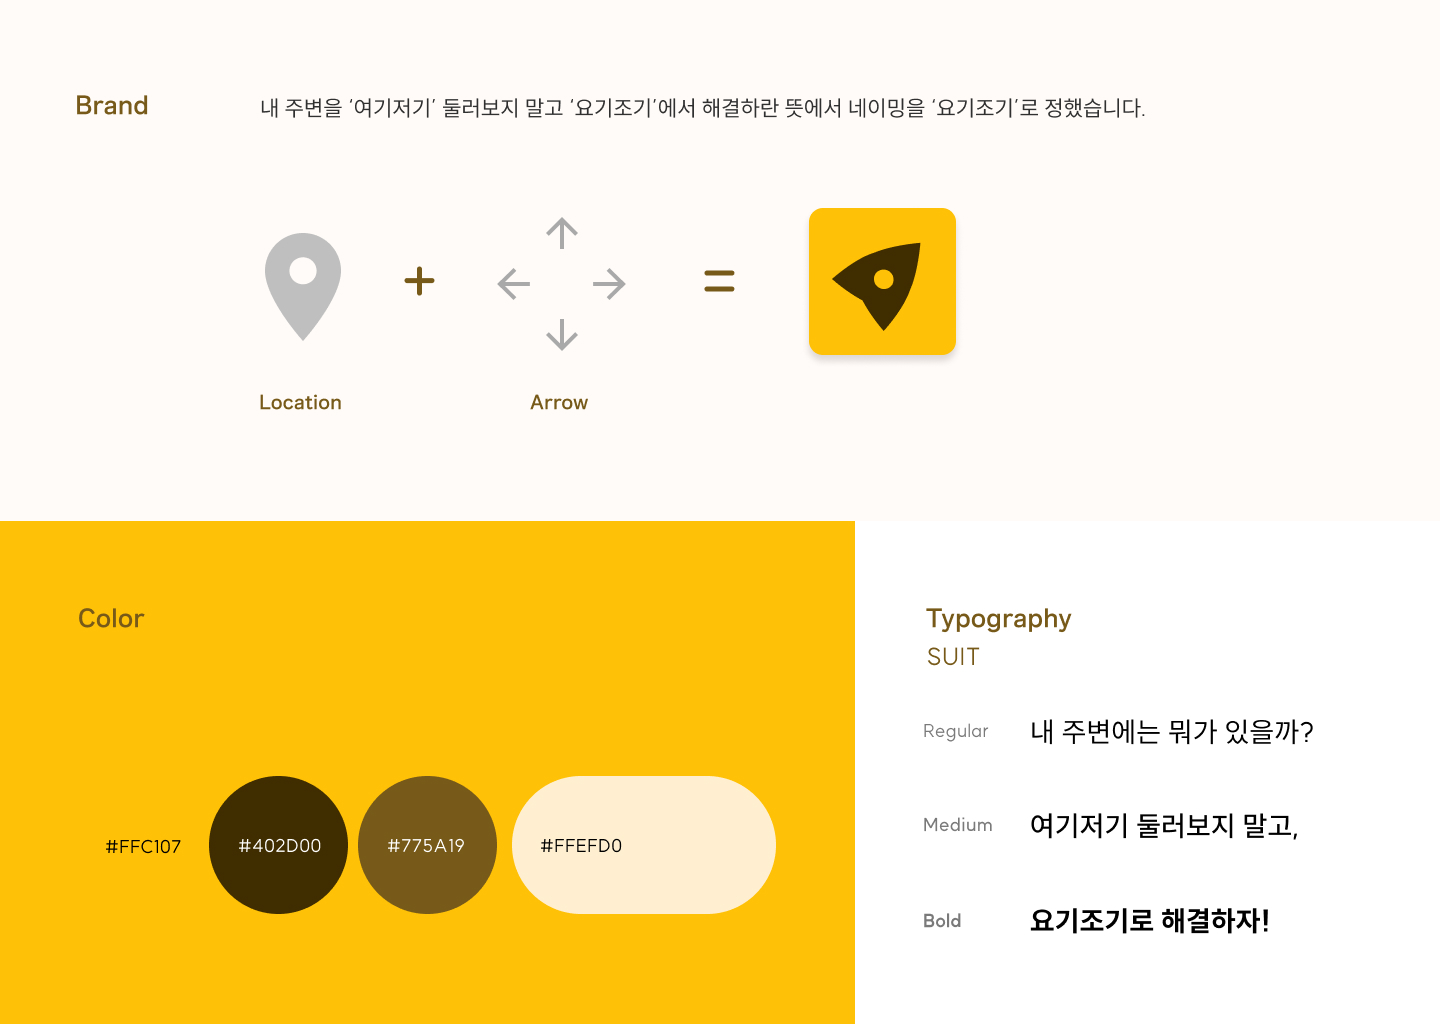 Brand
내 주변을 ‘여기저기’ 둘러보지 말고 ‘요기조기’에서 해결하란 뜻에서 네이밍을 ‘요기조기’로 정했습니다.
+
=
Location
Arrow
Color
#FFC107
#402D00
#775A19
#FFEFD0
Typography
SUIT
Regular 내 주변에는 뭐가 있을까?
Medium 여기저기 둘러보지 말고,
Bold 요기조기로 해결하자!